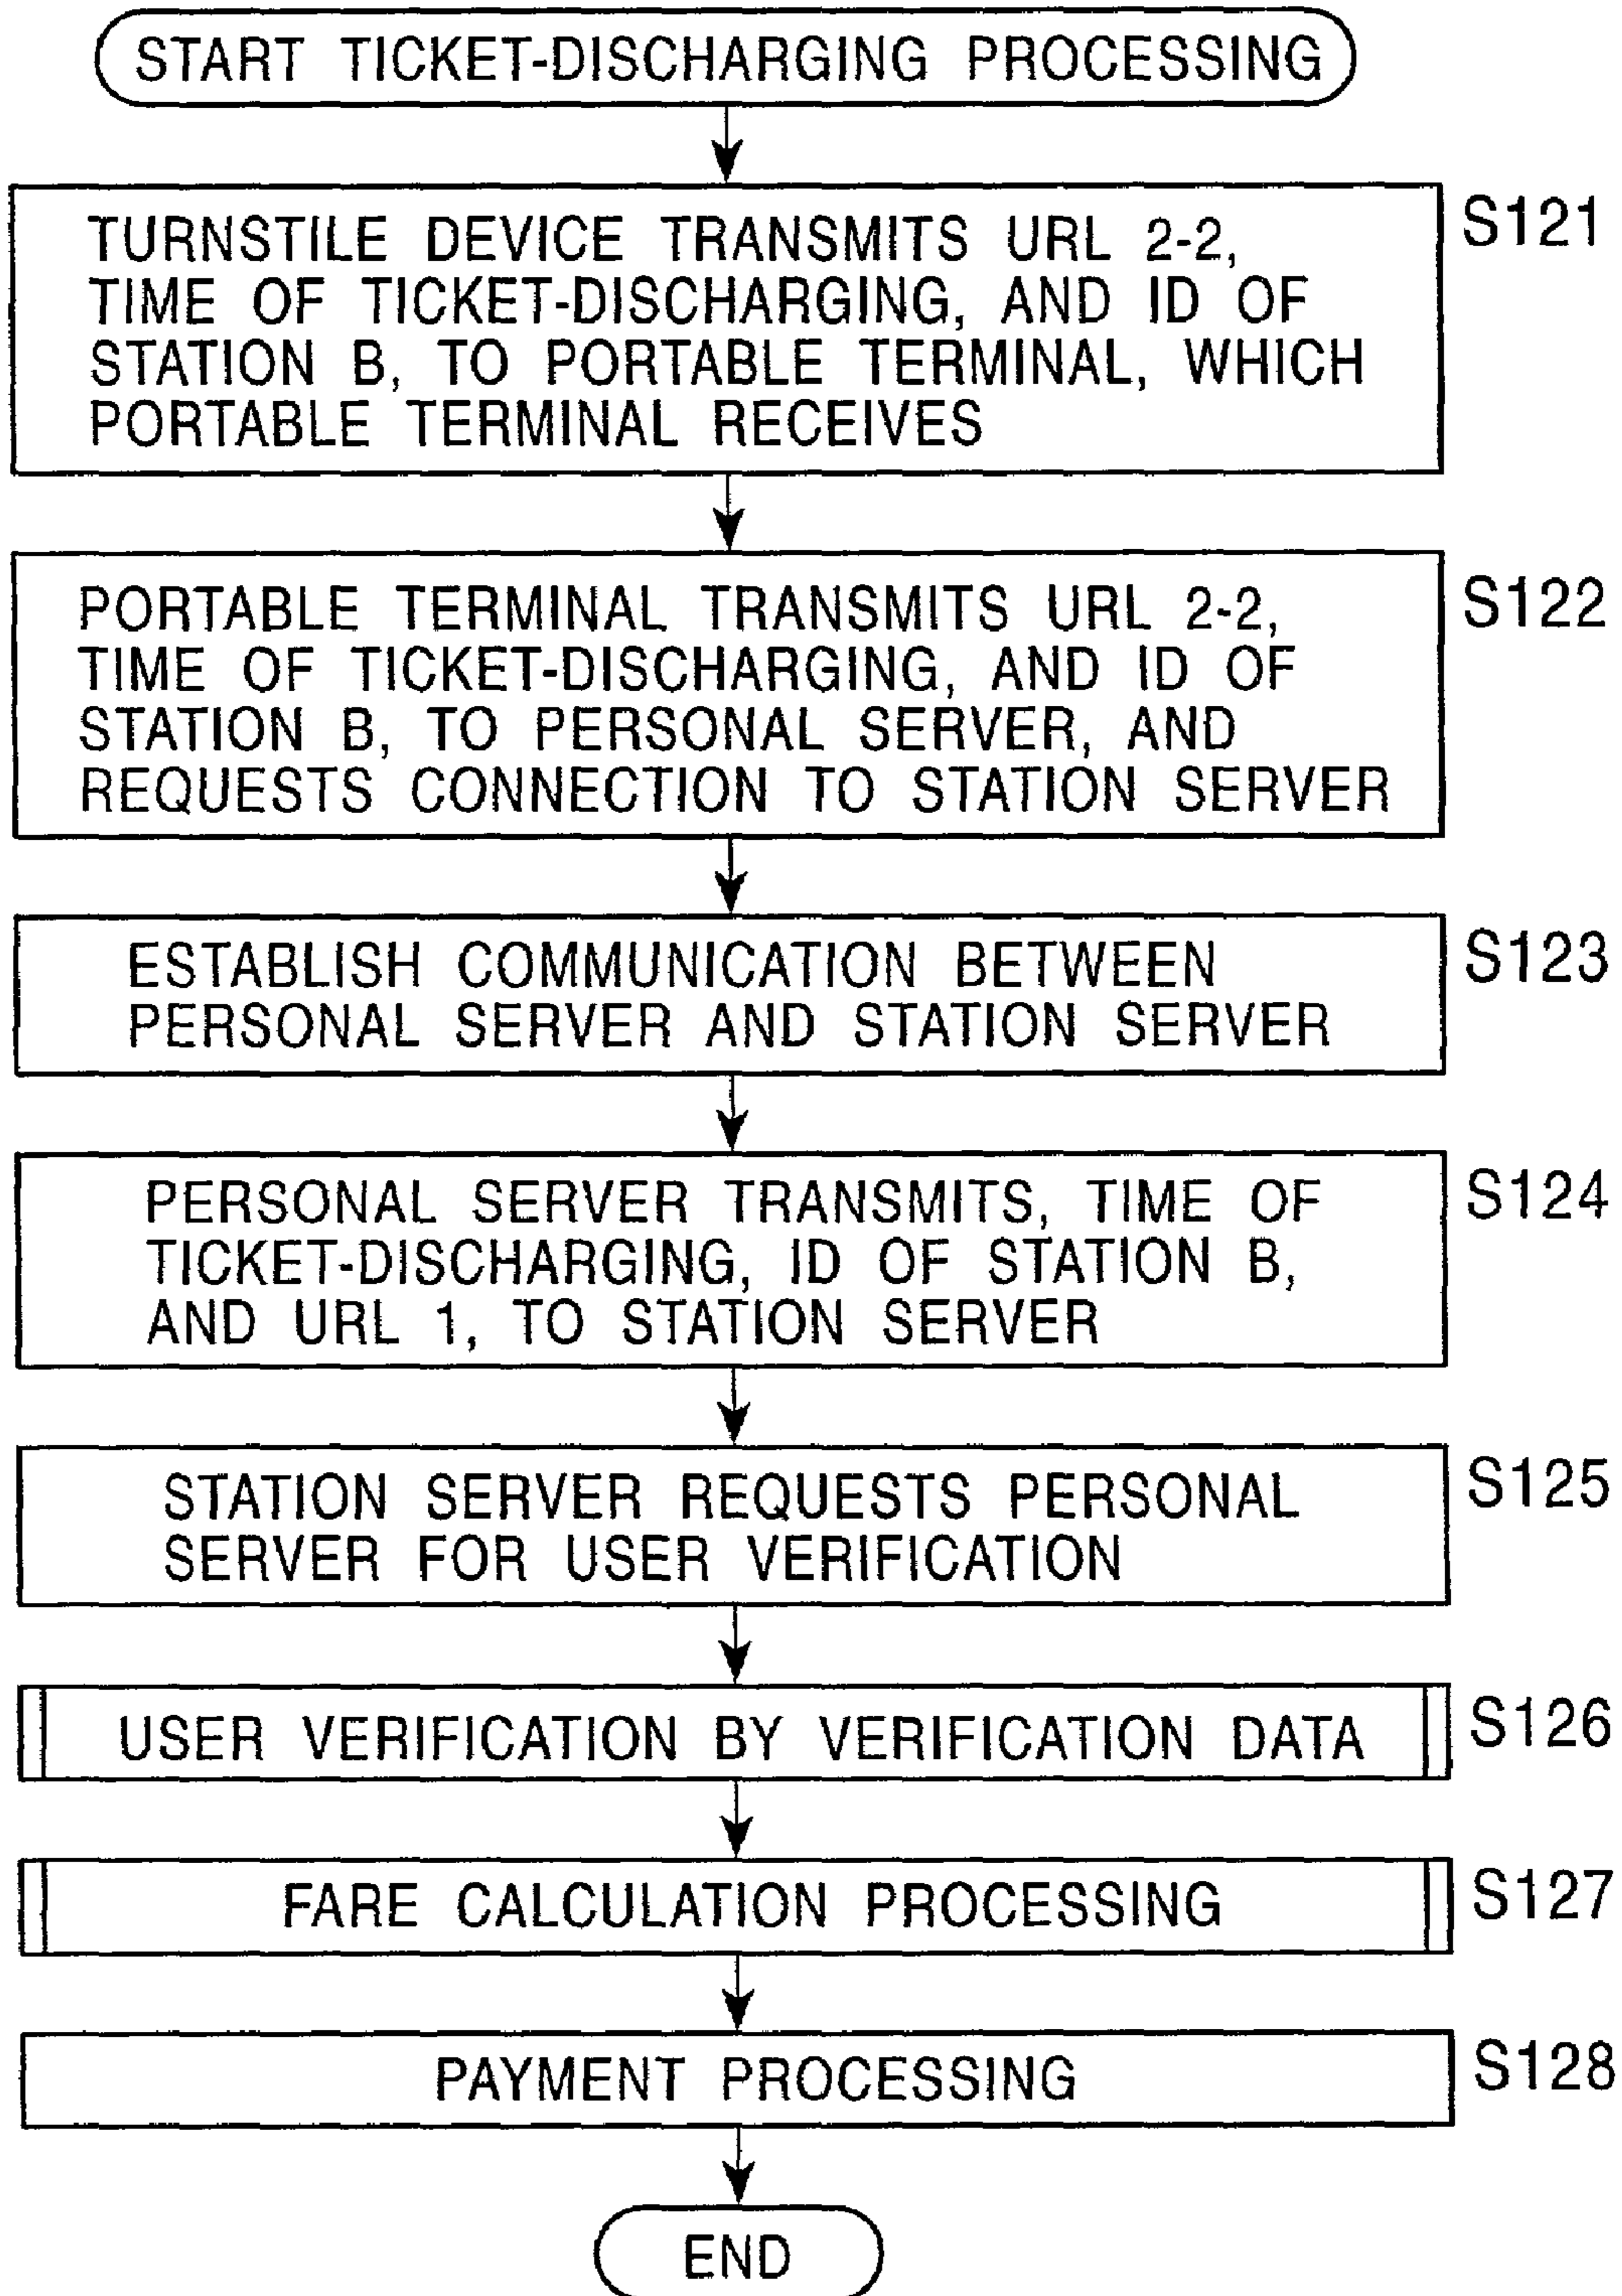 START TICKET-DISCHARGING PROCESSING
TURNSTILE DEVICE TRANSMITS URL 2-2,
TIME OF TICKET-DISCHARGING, AND ID OF
STATION B, TO PORTABLE TERMINAL, WHICH
PORTABLE TERMINAL RECEIVES
S121
PORTABLE TERMINAL TRANSMITS URL 2-2,
TIME OF TICKET-DISCHARGING, AND ID OF
STATION B, TO PERSONAL SERVER, AND
REQUESTS CONNECTION TO STATION SERVER
S122
ESTABLISH COMMUNICATION BETWEEN
PERSONAL SERVER AND STATION SERVER
S123
PERSONAL SERVER TRANSMITS, TIME OF
TICKET-DISCHARGING, ID OF STATION B,
AND URL 1, TO STATION SERVER
S124
STATION SERVER REQUESTS PERSONAL
SERVER FOR USER VERIFICATION
S125
USER VERIFICATION BY VERIFICATION DATA
S126
FARE CALCULATION PROCESSING
S127
PAYMENT PROCESSING
S128
END